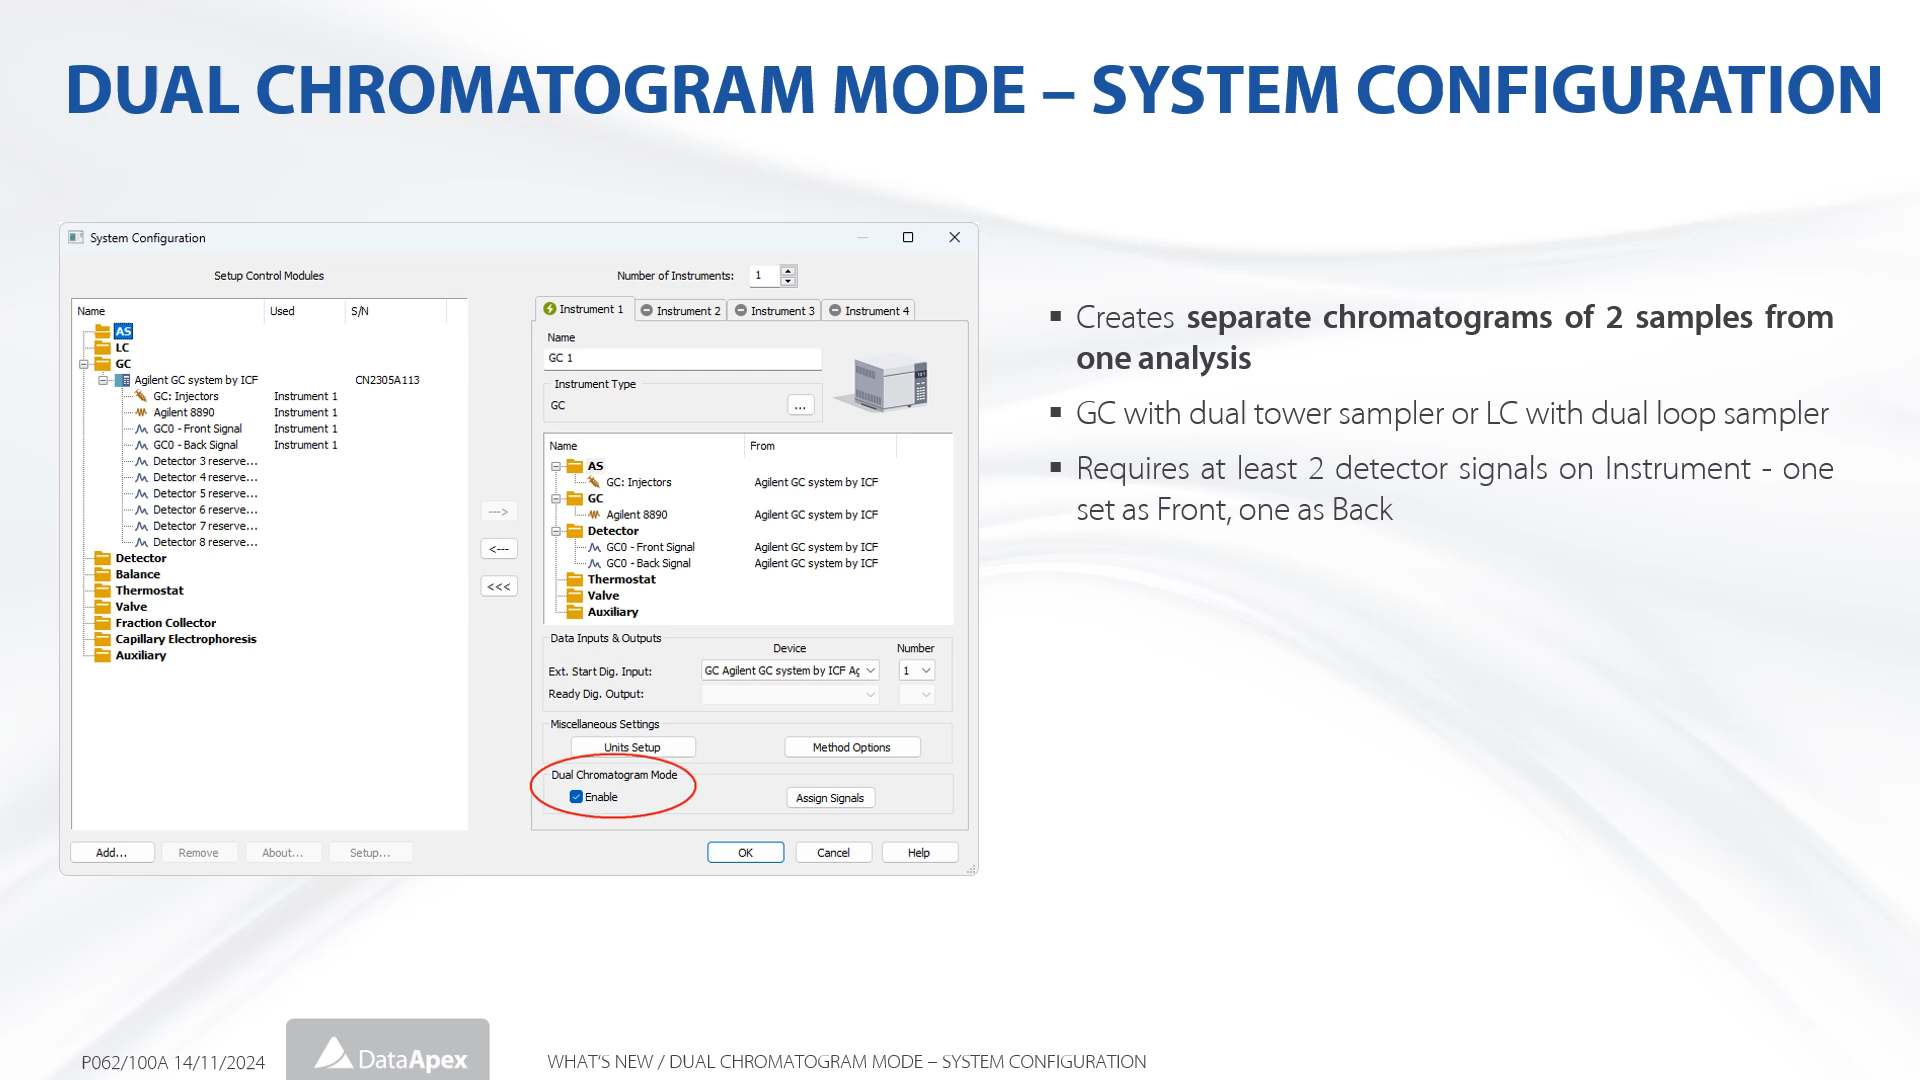 DUAL CHROMATOGRAM MODE – SYSTEM CONFIGURATION
System Configuration
Setup Control Modules
Name Used S/N
AS
LC
GC
Agilent GC system by ICF CN2305A113
GC: Injectors Instrument 1
Agilent 8890 Instrument 1
GC0 - Front Signal Instrument 1
GC0 - Back Signal Instrument 1
Detector 3 reserve...
Detector 4 reserve...
Detector 5 reserve...
Detector 6 reserve...
Detector 7 reserve...
Detector 8 reserve...
Detector
Balance
Thermostat
Valve
Fraction Collector
Capillary Electrophoresis
Auxiliary
Add... Remove About... Setup...
--->
<---
<<<
Number of Instruments: 1
Instrument 1 Instrument 2 Instrument 3 Instrument 4
Name
GC 1
Instrument Type
GC ...
Name From
AS
GC: Injectors Agilent GC system by ICF
GC
Agilent 8890 Agilent GC system by ICF
Detector
GC0 - Front Signal Agilent GC system by ICF
GC0 - Back Signal Agilent GC system by ICF
Thermostat
Valve
Auxiliary
Data Inputs & Outputs
Device Number
Ext. Start Dig. Input: GC Agilent GC system by ICF Ag 1
Ready Dig. Output:
Miscellaneous Settings
Units Setup Method Options
Dual Chromatogram Mode
Enable Assign Signals
OK Cancel Help
▪ Creates separate chromatograms of 2 samples from
one analysis
▪ GC with dual tower sampler or LC with dual loop sampler
▪ Requires at least 2 detector signals on Instrument - one
set as Front, one as Back
P062/100A 14/11/2024
DataApex
WHAT'S NEW / DUAL CHROMATOGRAM MODE – SYSTEM CONFIGURATION